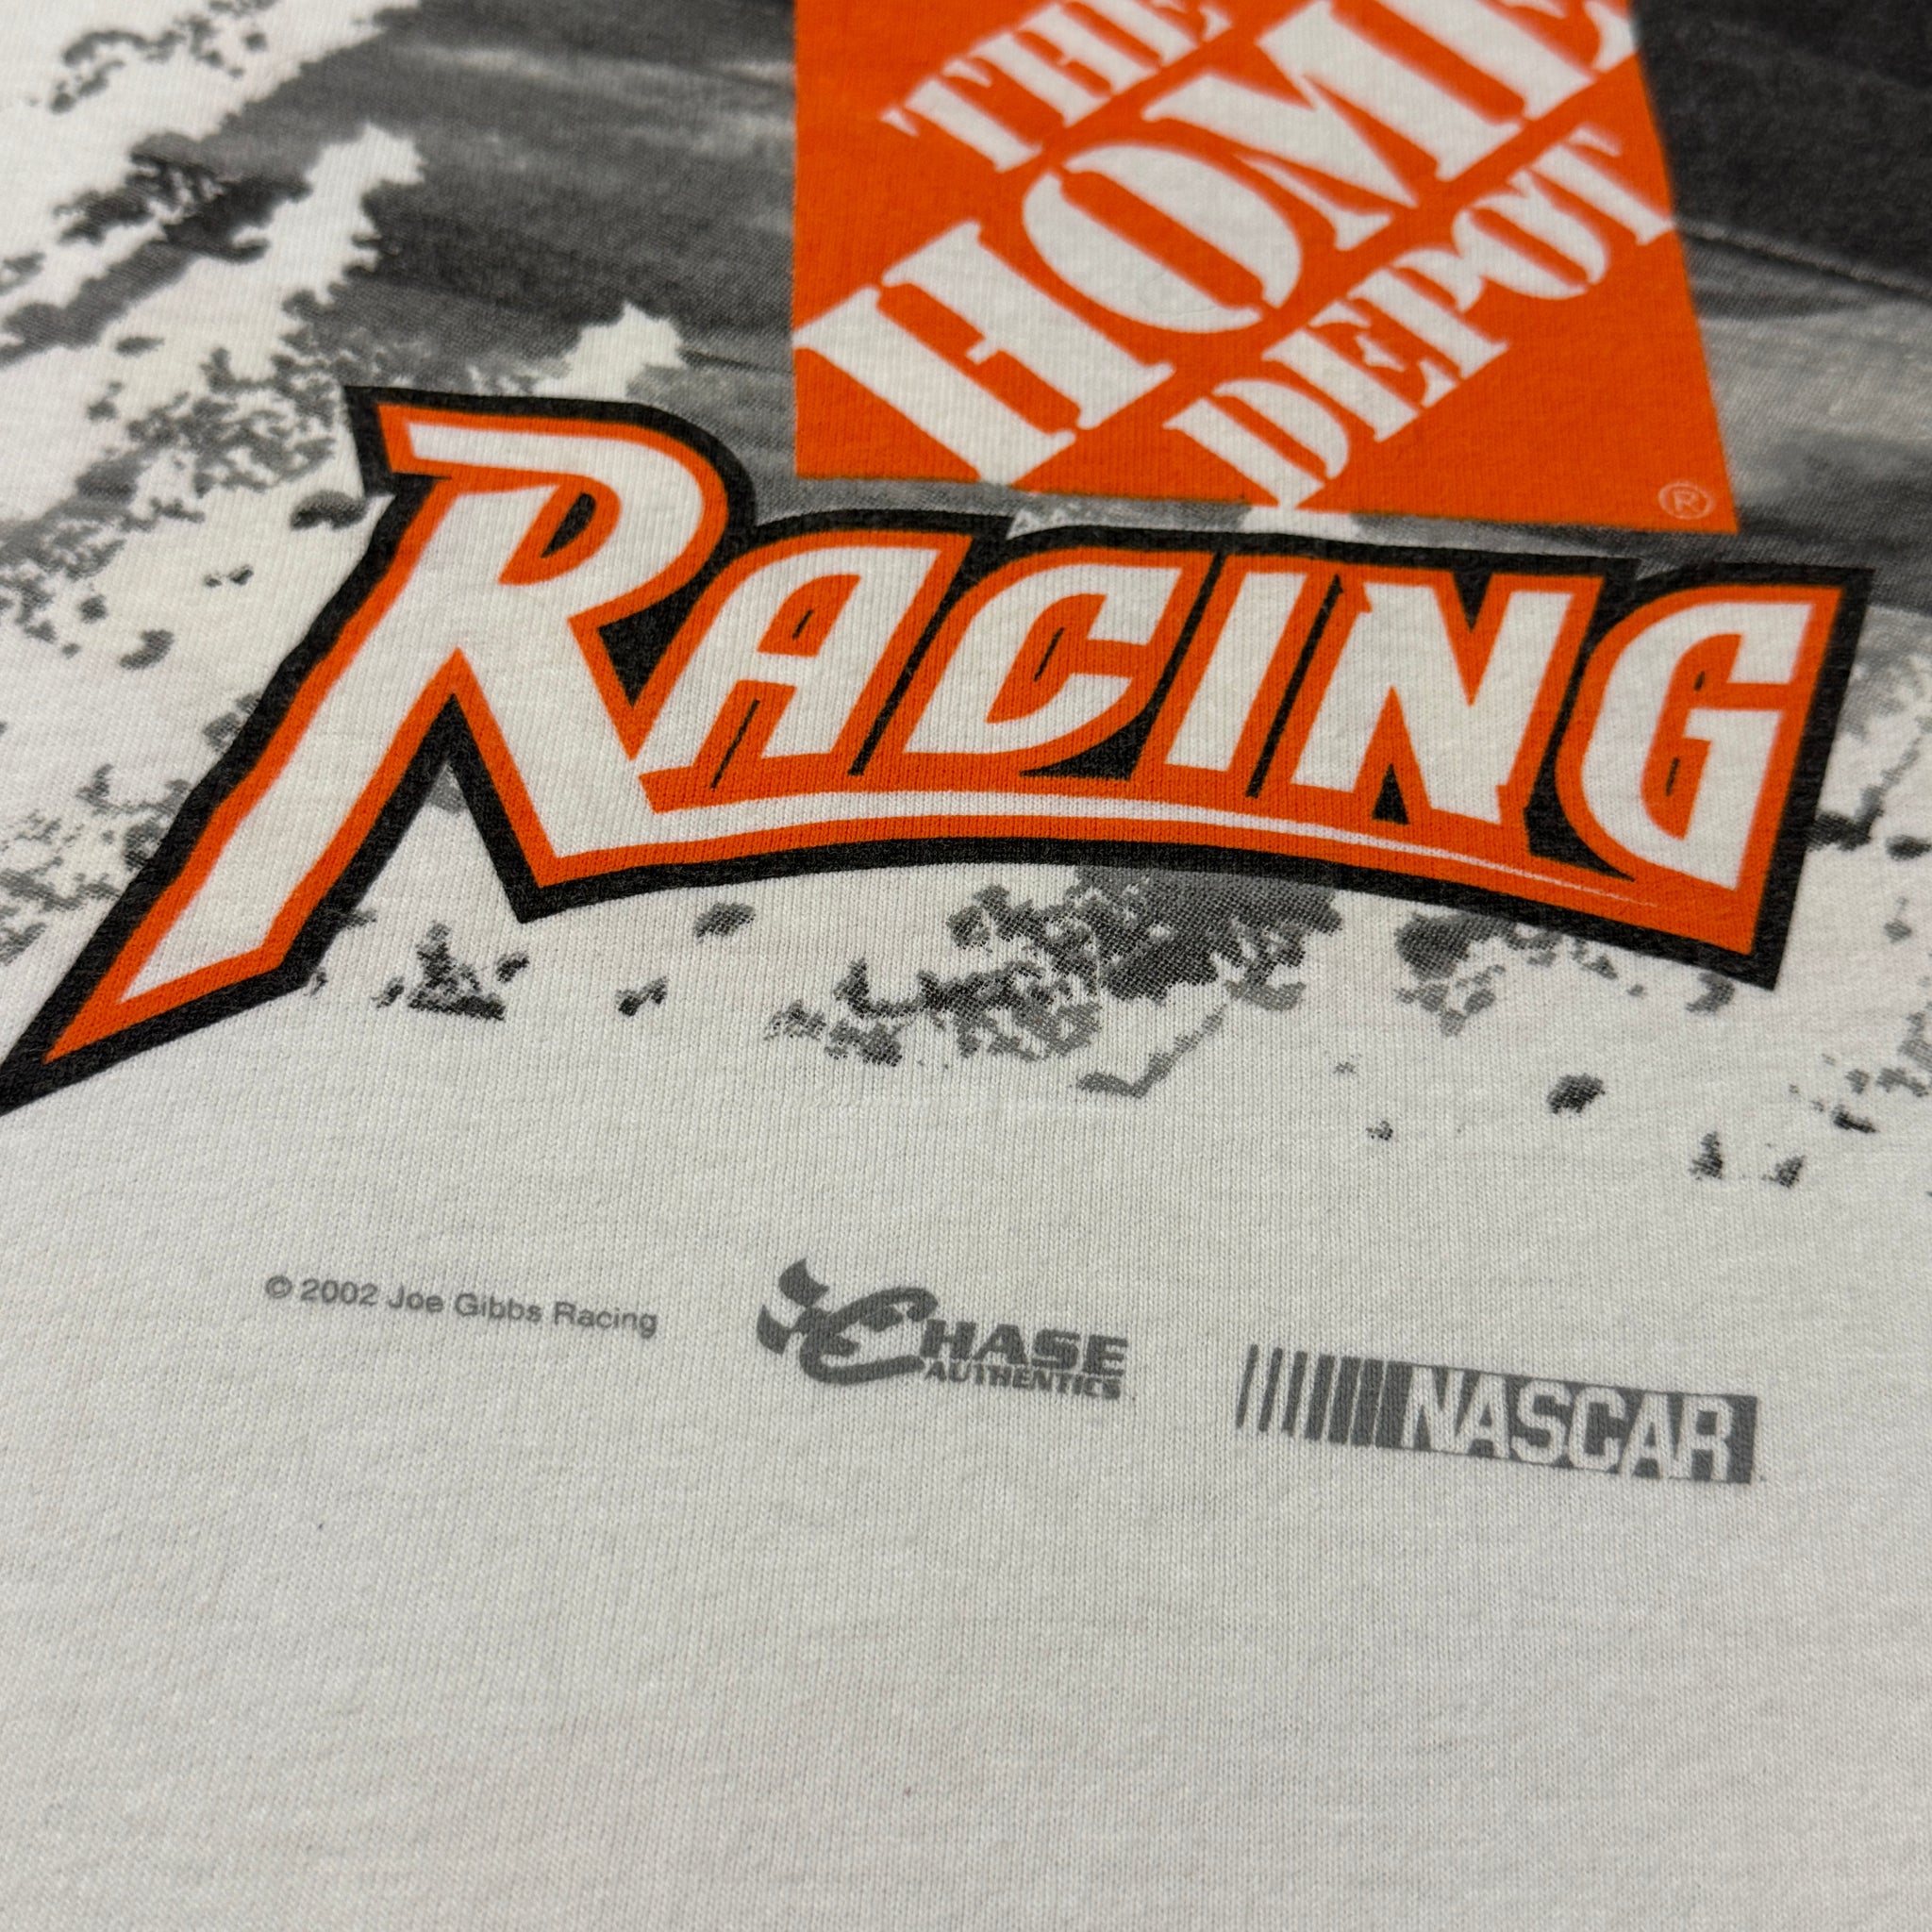 THE
HOME
DEPOT
®
RACING
© 2002 Joe Gibbs Racing
CHASE
AUTHENTICS
NASCAR